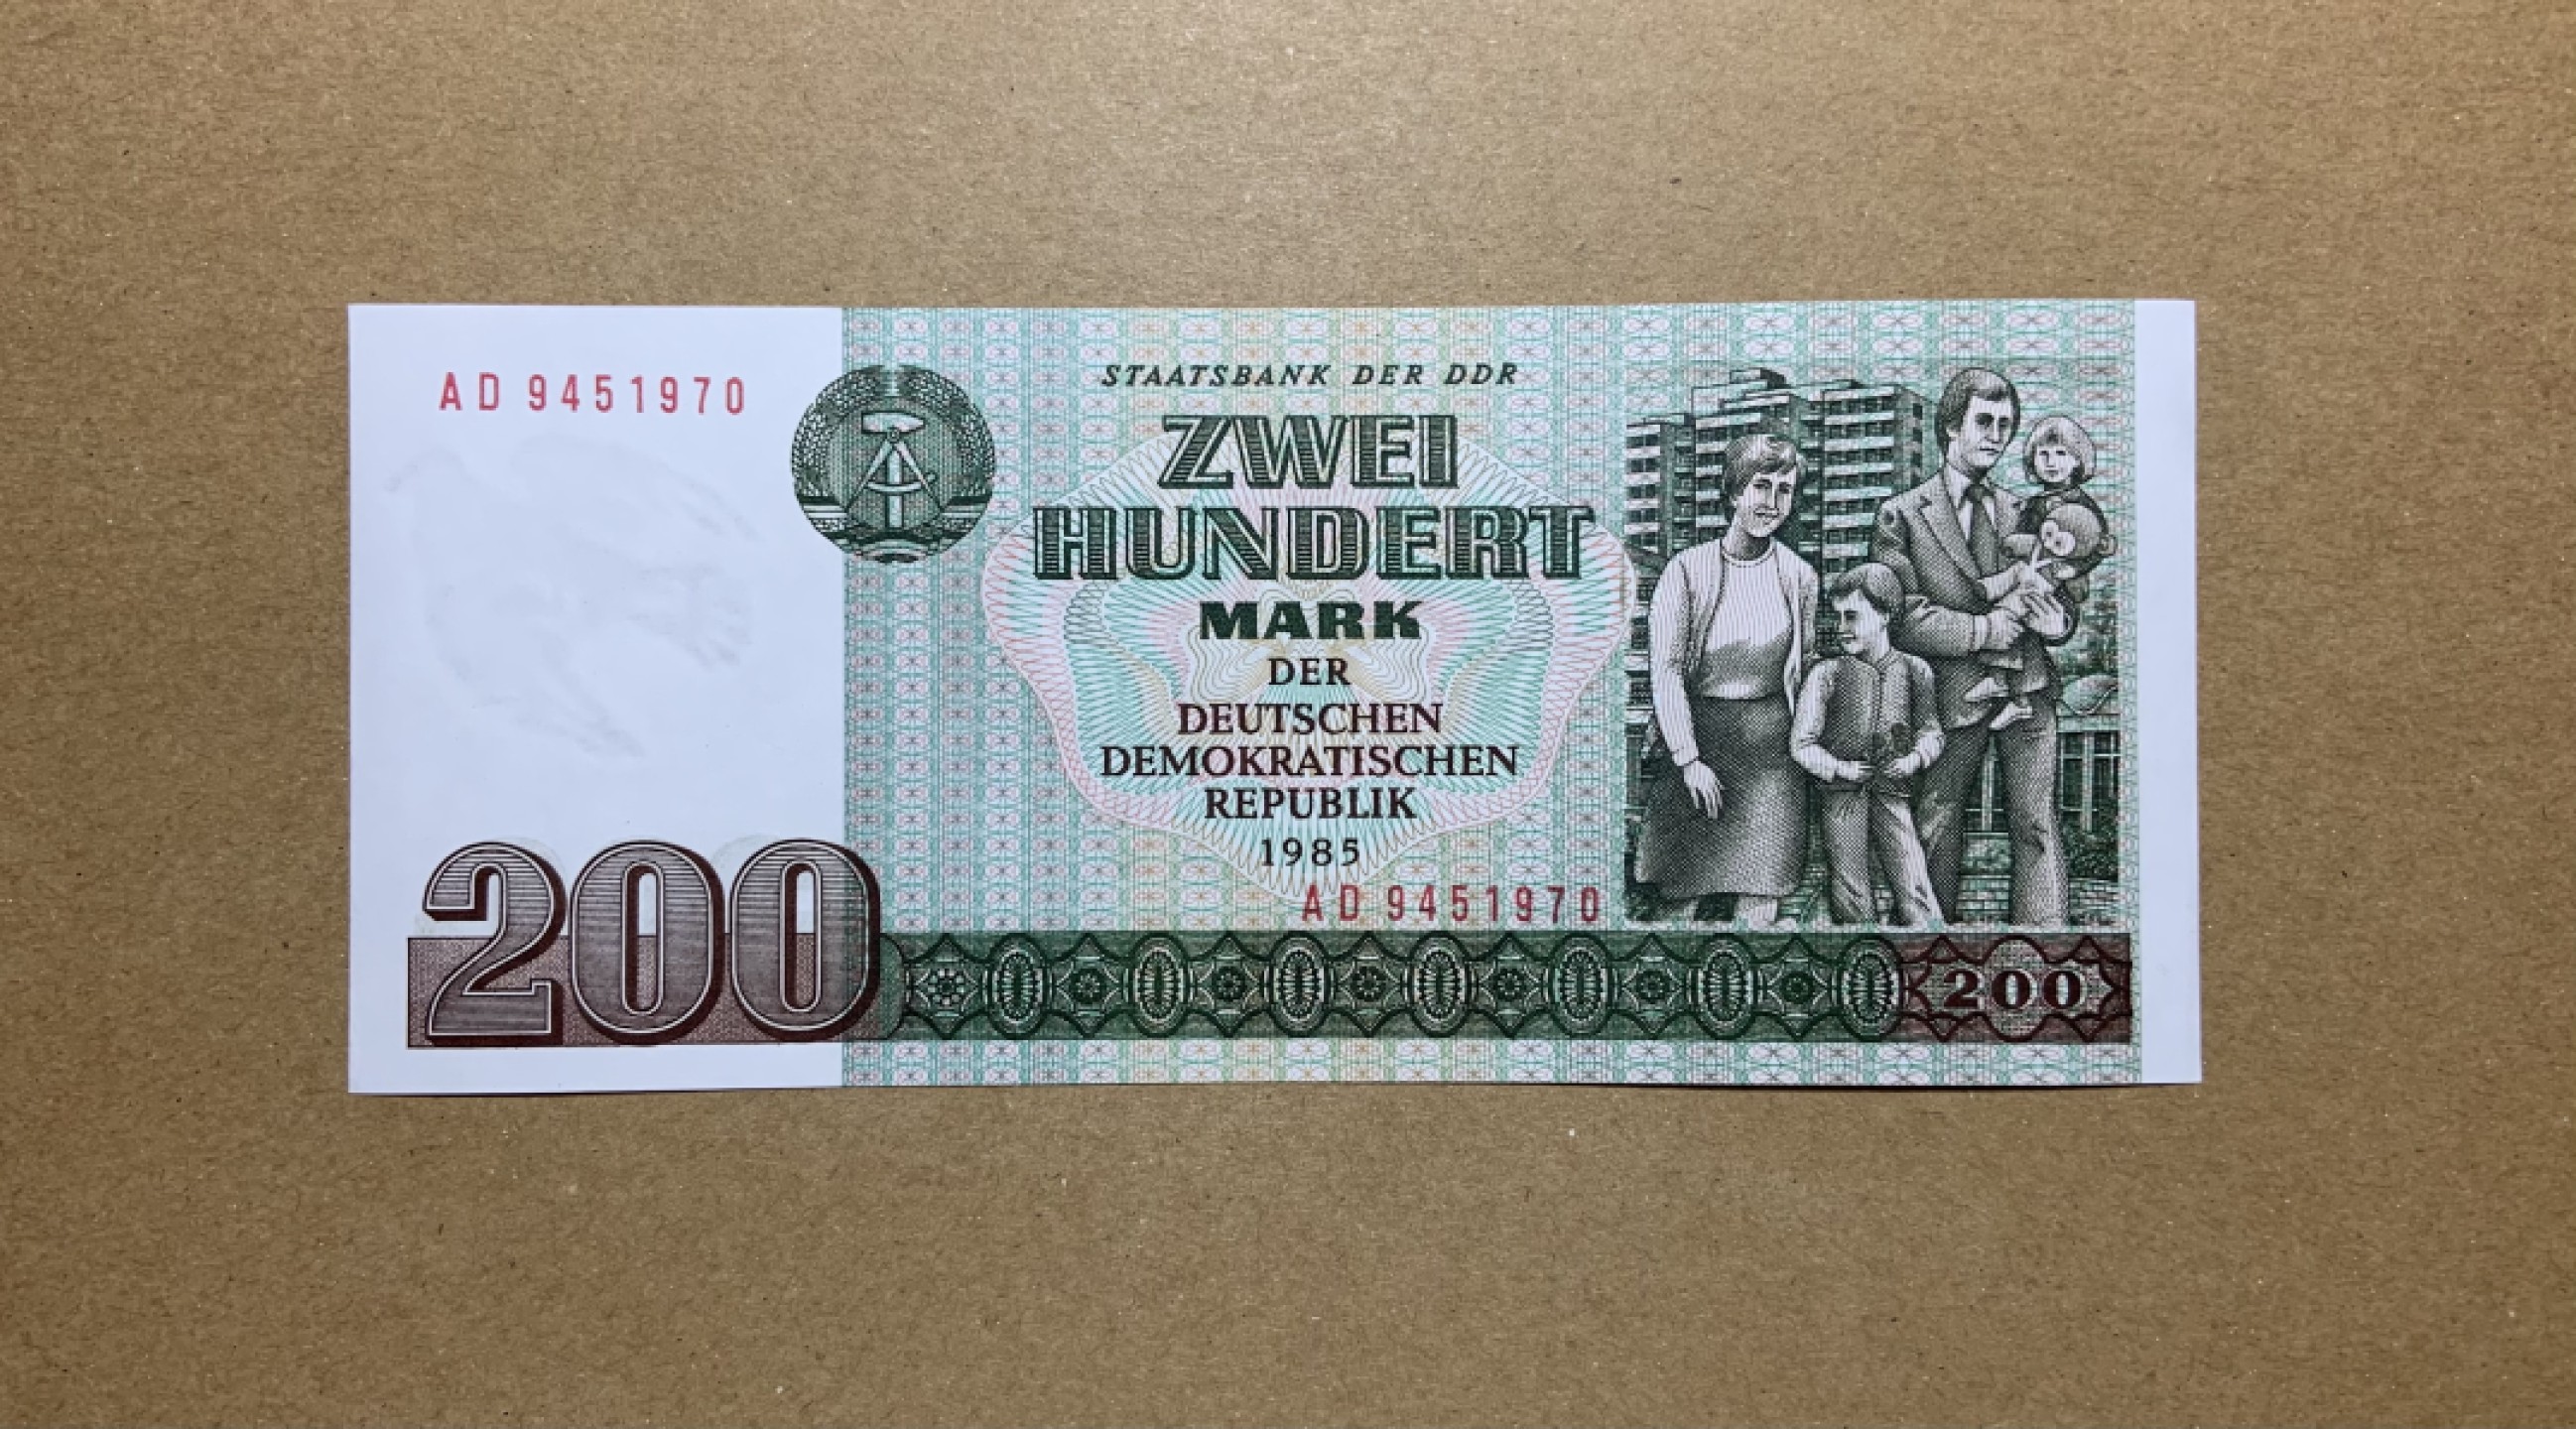 AD 9451970
STAATSBANK DER DDR
ZWEI
HUNDERT
MARK
DER
DEUTSCHEN
DEMOKRATISCHEN
REPUBLIK
1985
AD 9451970
200
200